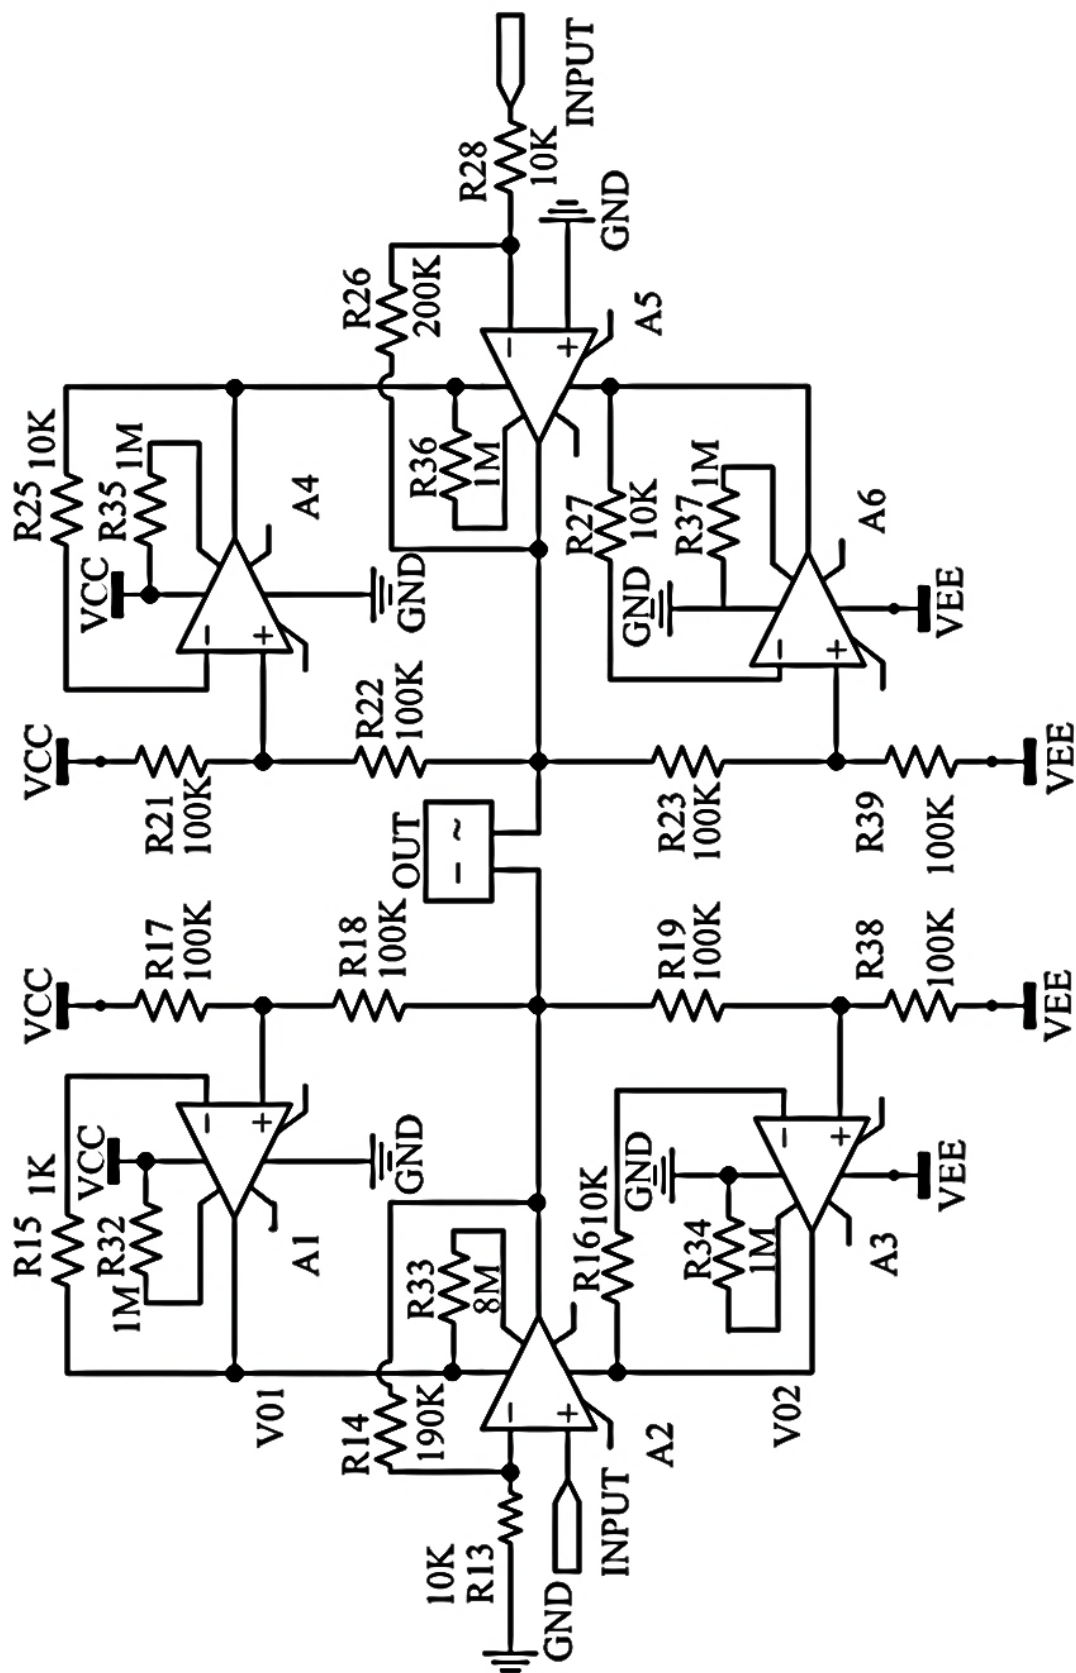 INPUT
R28
10K
GND
R26
200K
A5
R25
10K
R35
1M
VCC
A4
GND
R36
1M
R27
10K
R37
1M
A6
GND
VEE
VCC
R21
100K
R22
100K
R23
100K
R39
100K
VEE
OUT
− ~
VCC
R17
100K
R18
100K
R19
100K
R38
100K
VEE
R15
1K
VCC
R32
1M
A1
GND
R33
8M
R16
10K
GND
R34
1M
A3
VEE
V01
V02
R14
190K
A2
10K
R13
GND
INPUT
− +
− +
− +
− +
− +
− +